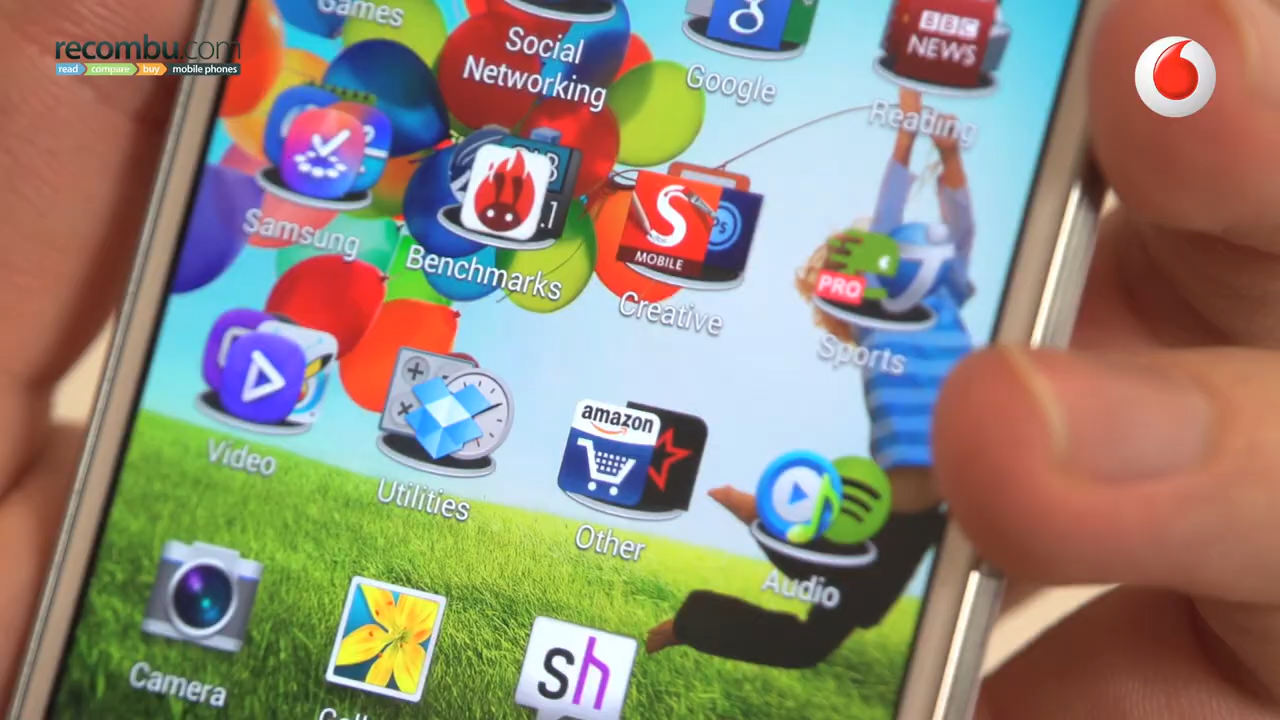 Games
Social
Networking
Google
BBC
NEWS
Reading
recombu.com
read compare buy mobile phones
Samsung
Benchmarks
MOBILE
Creative
PRO
Sports
Video
Utilities
amazon
Other
Audio
Camera
sh